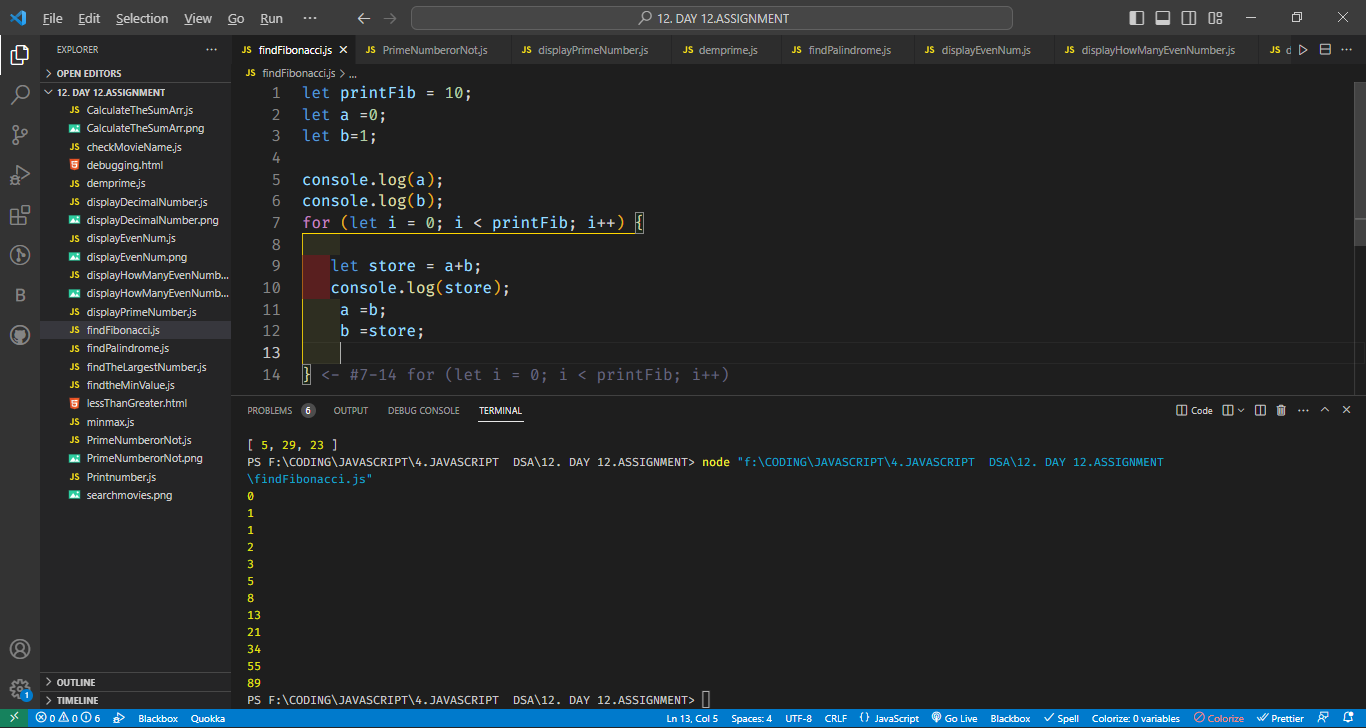 File Edit Selection View Go Run ··· 12. DAY 12.ASSIGNMENT
EXPLORER ···
OPEN EDITORS
12. DAY 12.ASSIGNMENT
JS CalculateTheSumArr.js
CalculateTheSumArr.png
JS checkMovieName.js
debugging.html
JS demprime.js
JS displayDecimalNumber.js
displayDecimalNumber.png
JS displayEvenNum.js
displayEvenNum.png
JS displayHowManyEvenNumb...
displayHowManyEvenNumb...
JS displayPrimeNumber.js
JS findFibonacci.js
JS findPalindrome.js
JS findTheLargestNumber.js
JS findtheMinValue.js
lessThanGreater.html
JS minmax.js
JS PrimeNumberorNot.js
PrimeNumberorNot.png
JS Printnumber.js
searchmovies.png
OUTLINE
TIMELINE
JS findFibonacci.js JS PrimeNumberorNot.js JS displayPrimeNumber.js JS demprime.js JS findPalindrome.js JS displayEvenNum.js JS displayHowManyEvenNumber.js JS d
JS findFibonacci.js > ...
1 let printFib = 10;
2 let a =0;
3 let b=1;
4
5 console.log(a);
6 console.log(b);
7 for (let i = 0; i < printFib; i++) {
8
9 let store = a+b;
10 console.log(store);
11 a =b;
12 b =store;
13
14 } <- #7-14 for (let i = 0; i < printFib; i++)
PROBLEMS 6 OUTPUT DEBUG CONSOLE TERMINAL Code ···
[ 5, 29, 23 ]
PS F:\CODING\JAVASCRIPT\4.JAVASCRIPT  DSA\12. DAY 12.ASSIGNMENT> node "f:\CODING\JAVASCRIPT\4.JAVASCRIPT  DSA\12. DAY 12.ASSIGNMENT
\findFibonacci.js"
0
1
1
2
3
5
8
13
21
34
55
89
PS F:\CODING\JAVASCRIPT\4.JAVASCRIPT  DSA\12. DAY 12.ASSIGNMENT>
B
1
0 0 6 Blackbox Quokka Ln 13, Col 5 Spaces: 4 UTF-8 CRLF {} JavaScript Go Live Blackbox Spell Colorize: 0 variables Colorize Prettier